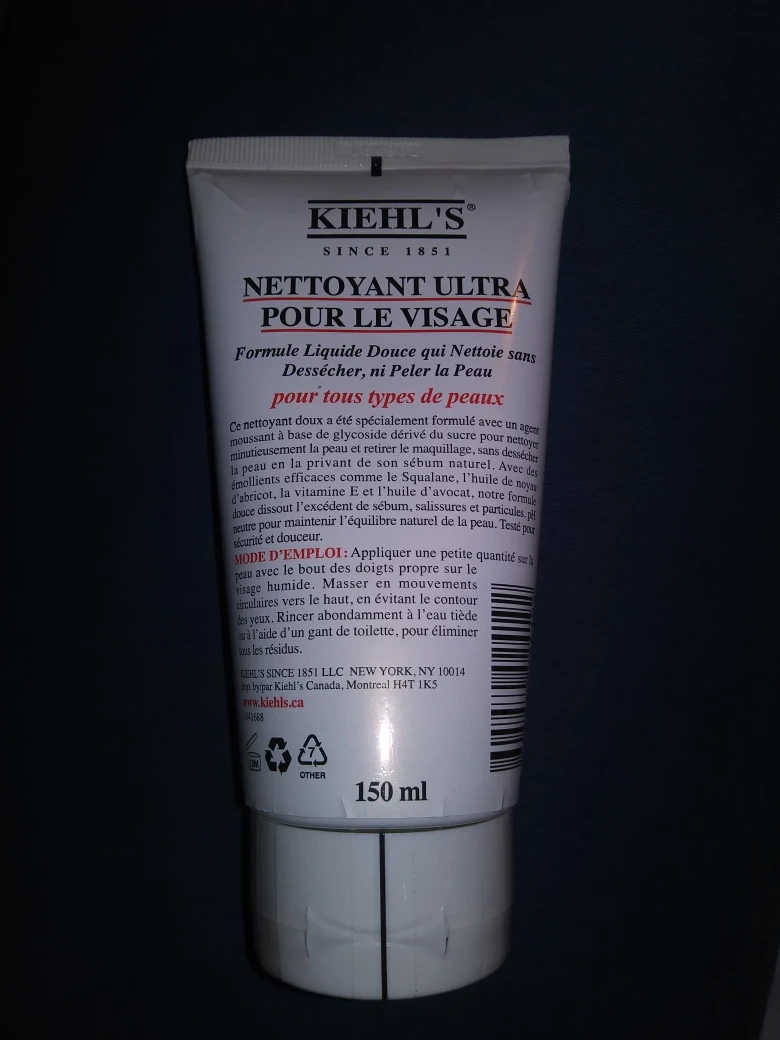 KIEHL'S®
SINCE 1851
NETTOYANT ULTRA
POUR LE VISAGE
Formule Liquide Douce qui Nettoie sans
Dessécher, ni Peler la Peau
pour tous types de peaux
Ce nettoyant doux a été spécialement formulé avec un agent
moussant à base de glycoside dérivé du sucre pour nettoyer
minutieusement la peau et retirer le maquillage, sans dessécher
la peau en la privant de son sébum naturel. Avec des
émollients efficaces comme le Squalane, l'huile de noyau
d'abricot, la vitamine E et l'huile d'avocat, notre formule
douce dissout l'excédent de sébum, salissures et particules. pH
neutre pour maintenir l'équilibre naturel de la peau. Testé pour
sécurité et douceur.
MODE D'EMPLOI: Appliquer une petite quantité sur la
peau avec le bout des doigts propre sur le
visage humide. Masser en mouvements
circulaires vers le haut, en évitant le contour
des yeux. Rincer abondamment à l'eau tiède
ou à l'aide d'un gant de toilette, pour éliminer
tous les résidus.
KIEHL'S SINCE 1851 LLC NEW YORK, NY 10014
Imp. by/par Kiehl's Canada, Montreal H4T 1K5
www.kiehls.ca
12M
7
OTHER
150 ml